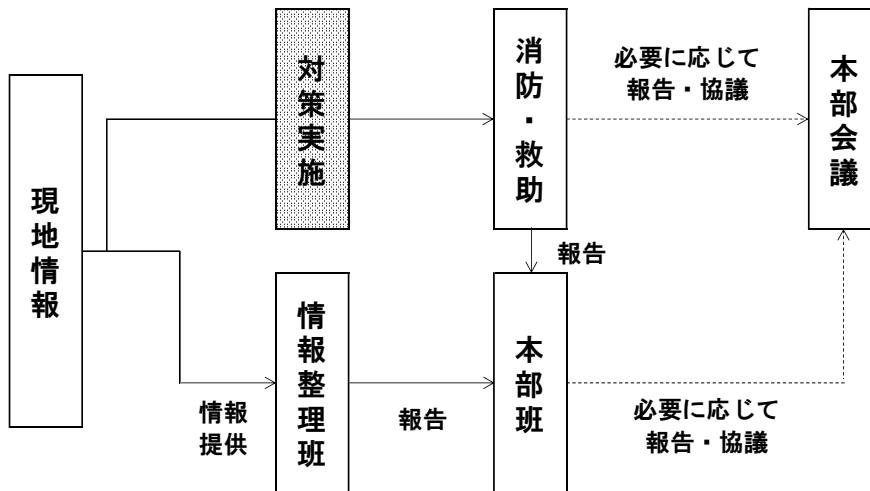 現地情報
対策実施
消防・救助
必要に応じて
報告・協議
本部会議
報告
情報
提供
情報整理班
報告
本部班
必要に応じて
報告・協議